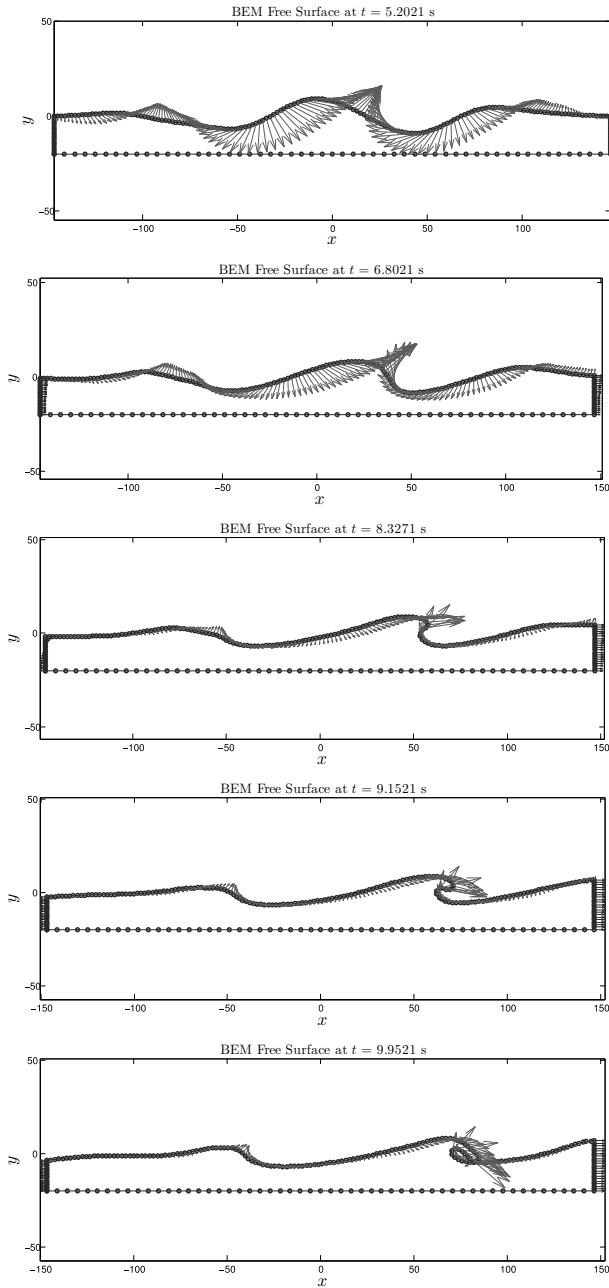 BEM Free Surface at t = 5.2021 s
50
0
−50
y
−100 −50 0 50 100
x
BEM Free Surface at t = 6.8021 s
50
0
−50
y
−100 −50 0 50 100 150
x
BEM Free Surface at t = 8.3271 s
50
0
−50
y
−100 −50 0 50 100 150
x
BEM Free Surface at t = 9.1521 s
50
0
−50
y
−150 −100 −50 0 50 100 150
x
BEM Free Surface at t = 9.9521 s
50
0
−50
y
−150 −100 −50 0 50 100 150
x